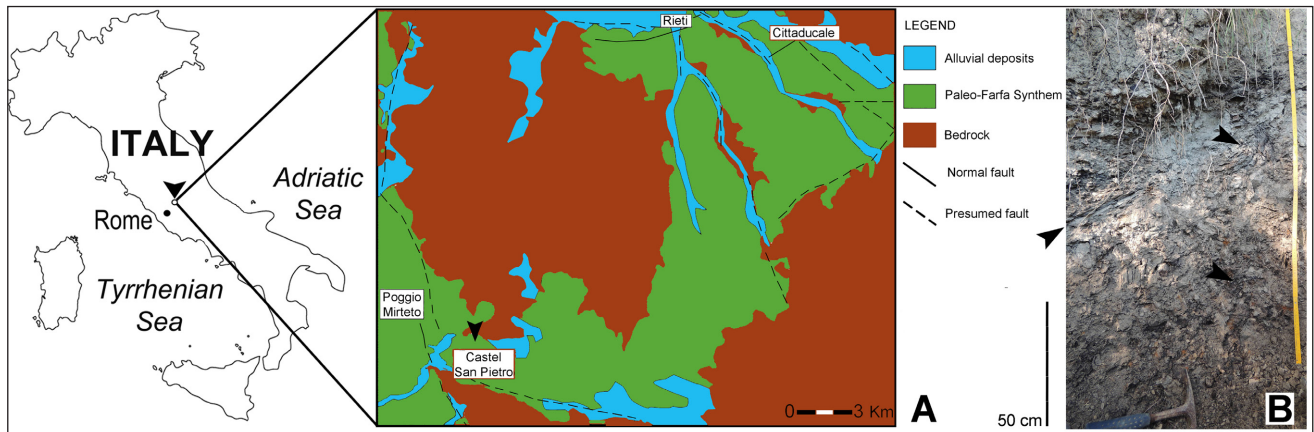 ITALY
Adriatic
Sea
Rome
Tyrrhenian
Sea
Rieti
Cittaducale
Poggio
Mirteto
Castel
San Pietro
0 3 Km
LEGEND
Alluvial deposits
Paleo-Farfa Synthem
Bedrock
Normal fault
Presumed fault
A
50 cm
B